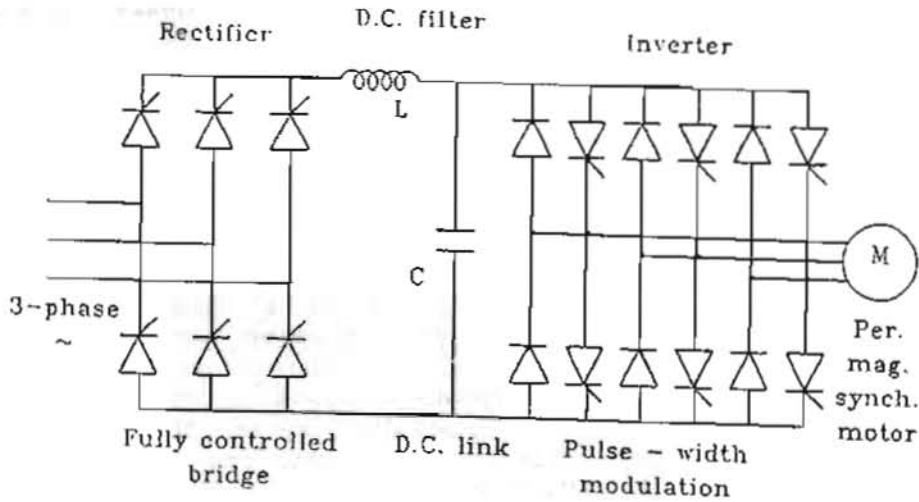 Rectifier
D.C. filter
Inverter
L
C
M
3-phase
~
Per.
mag.
synch.
motor
Fully controlled
bridge
D.C. link
Pulse - width
modulation